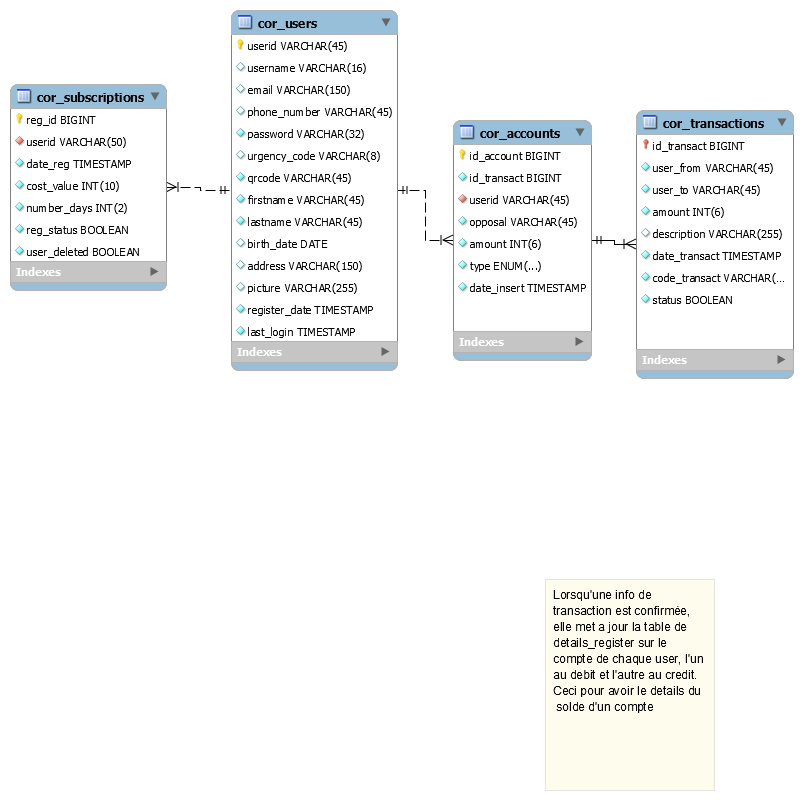 cor_subscriptions
reg_id BIGINT
userid VARCHAR(50)
date_reg TIMESTAMP
cost_value INT(10)
number_days INT(2)
reg_status BOOLEAN
user_deleted BOOLEAN
Indexes
cor_users
userid VARCHAR(45)
username VARCHAR(16)
email VARCHAR(150)
phone_number VARCHAR(45)
password VARCHAR(32)
urgency_code VARCHAR(8)
qrcode VARCHAR(45)
firstname VARCHAR(45)
lastname VARCHAR(45)
birth_date DATE
address VARCHAR(150)
picture VARCHAR(255)
register_date TIMESTAMP
last_login TIMESTAMP
Indexes
cor_accounts
id_account BIGINT
id_transact BIGINT
userid VARCHAR(45)
opposal VARCHAR(45)
amount INT(6)
type ENUM(...)
date_insert TIMESTAMP
Indexes
cor_transactions
id_transact BIGINT
user_from VARCHAR(45)
user_to VARCHAR(45)
amount INT(6)
description VARCHAR(255)
date_transact TIMESTAMP
code_transact VARCHAR(...
status BOOLEAN
Indexes
Lorsqu'une info de
transaction est confirmée,
elle met a jour la table de
details_register sur le
compte de chaque user, l'un
au debit et l'autre au credit.
Ceci pour avoir le details du
solde d'un compte